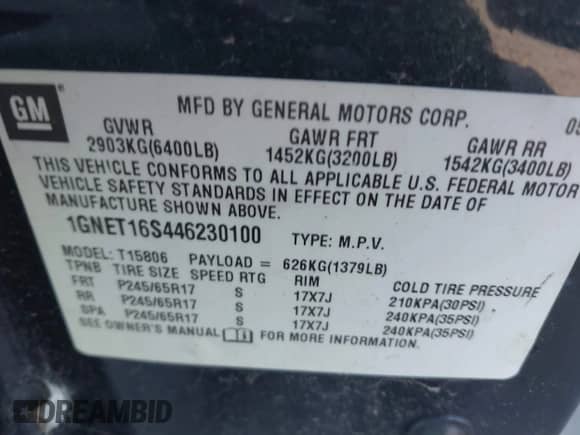 GM ®
MFD BY GENERAL MOTORS CORP. 05
GVWR GAWR FRT GAWR RR
2903KG(6400LB) 1452KG(3200LB) 1542KG(3400LB)
THIS VEHICLE CONFORMS TO ALL APPLICABLE U.S. FEDERAL MOTOR
VEHICLE SAFETY STANDARDS IN EFFECT ON THE DATE OF
MANUFACTURE SHOWN ABOVE.
1GNET16S446230100 TYPE: M.P.V.
MODEL: T15806 PAYLOAD = 626KG(1379LB)
TPNB TIRE SIZE SPEED RTG RIM COLD TIRE PRESSURE
FRT P245/65R17 S 17X7J 210KPA(30PSI)
RR P245/65R17 S 17X7J 240KPA(35PSI)
SPA P245/65R17 S 17X7J 240KPA(35PSI)
SEE OWNER'S MANUAL FOR MORE INFORMATION.
DREAMBID